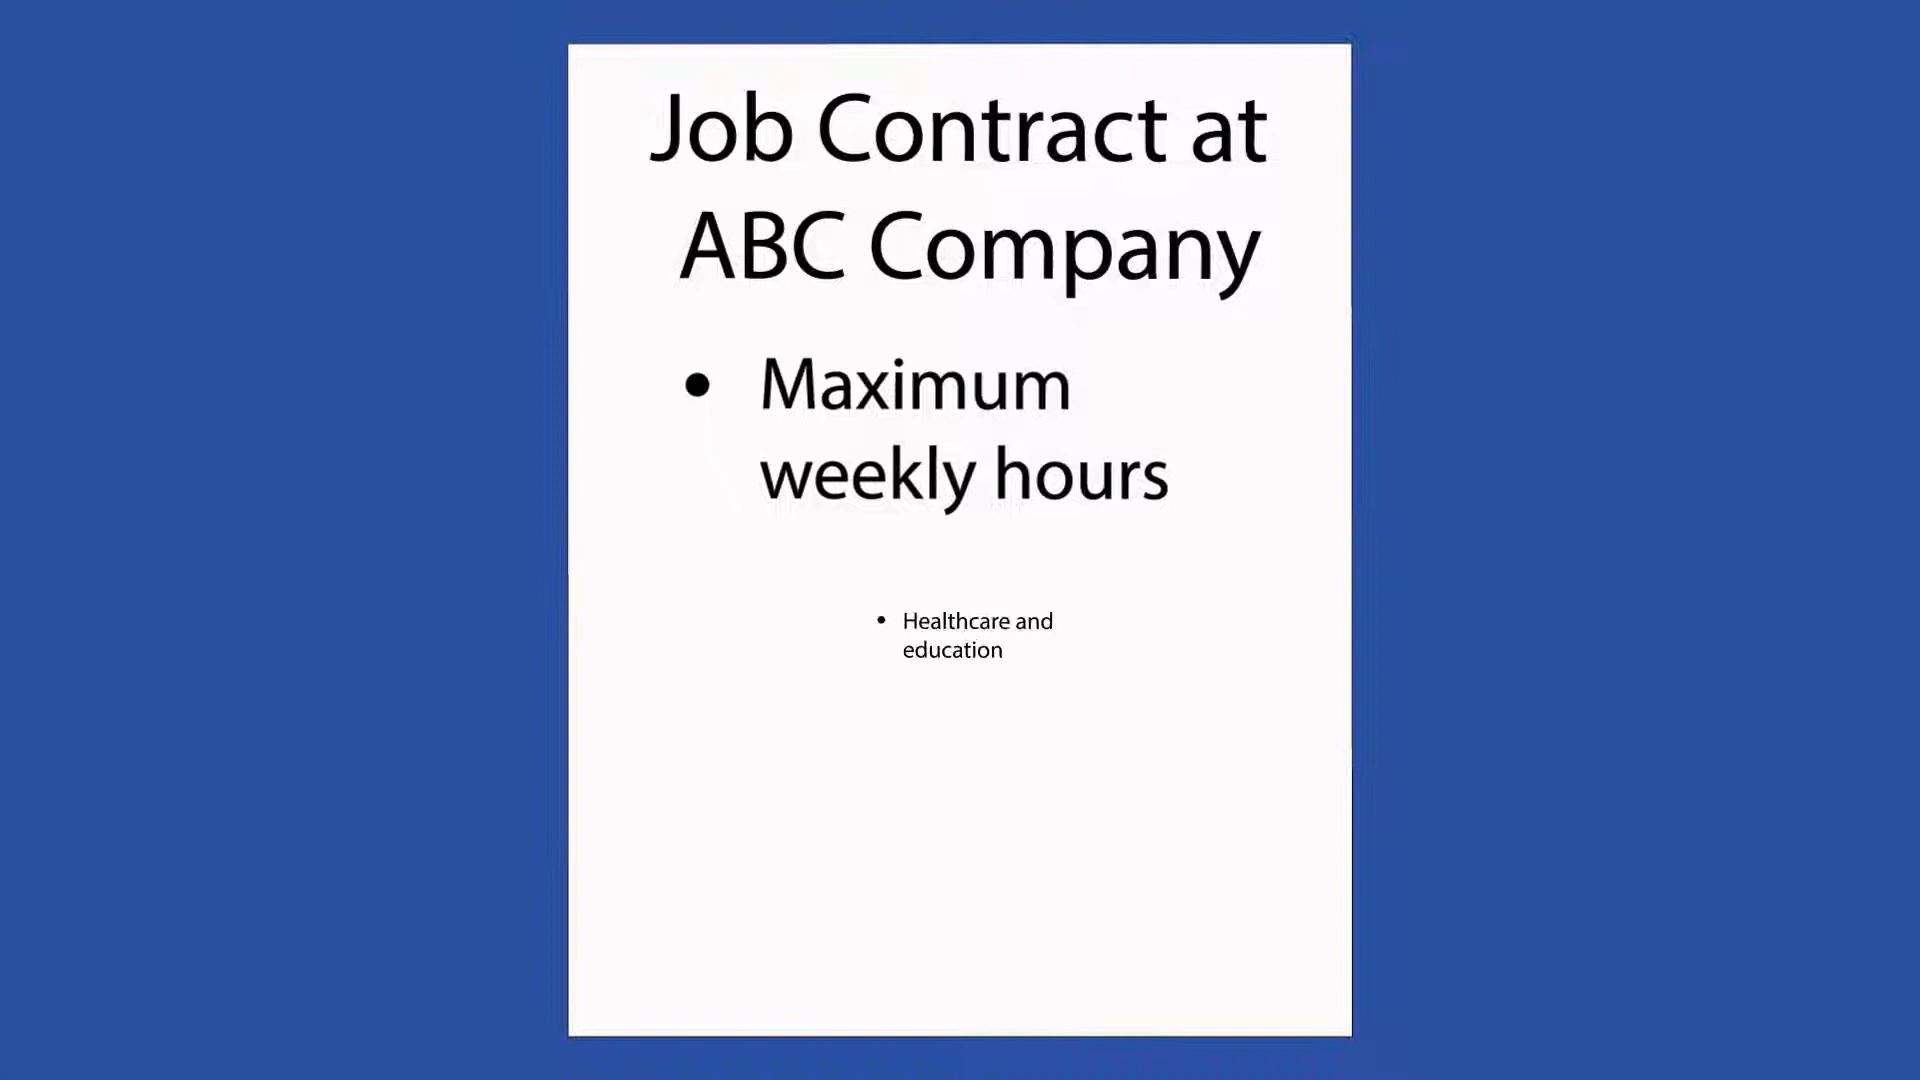 Job Contract at
ABC Company
• Maximum
weekly hours
• Healthcare and
education